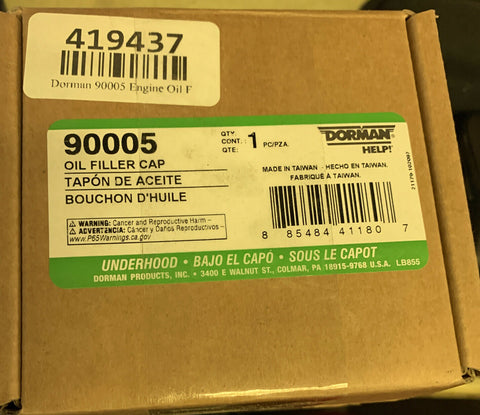 419437
Dorman 90005 Engine Oil F
90005
OIL FILLER CAP
TAPÓN DE ACEITE
BOUCHON D'HUILE
QTY.
CONT. : 1 PC/PZA.
QTE:
DORMAN®
HELP!®
MADE IN TAIWAN - HECHO EN TAIWAN.
FABRIQUÉ À TAIWAN.
21170-102097
WARNING: Cancer and Reproductive Harm –
ADVERTENCIA: Cáncer y Daños Reproductivos –
www.P65Warnings.ca.gov
8 85484 41180 7
UNDERHOOD • BAJO EL CAPÓ • SOUS LE CAPOT
DORMAN PRODUCTS, INC. • 3400 E WALNUT ST., COLMAR, PA 18915-9768 U.S.A. LB855